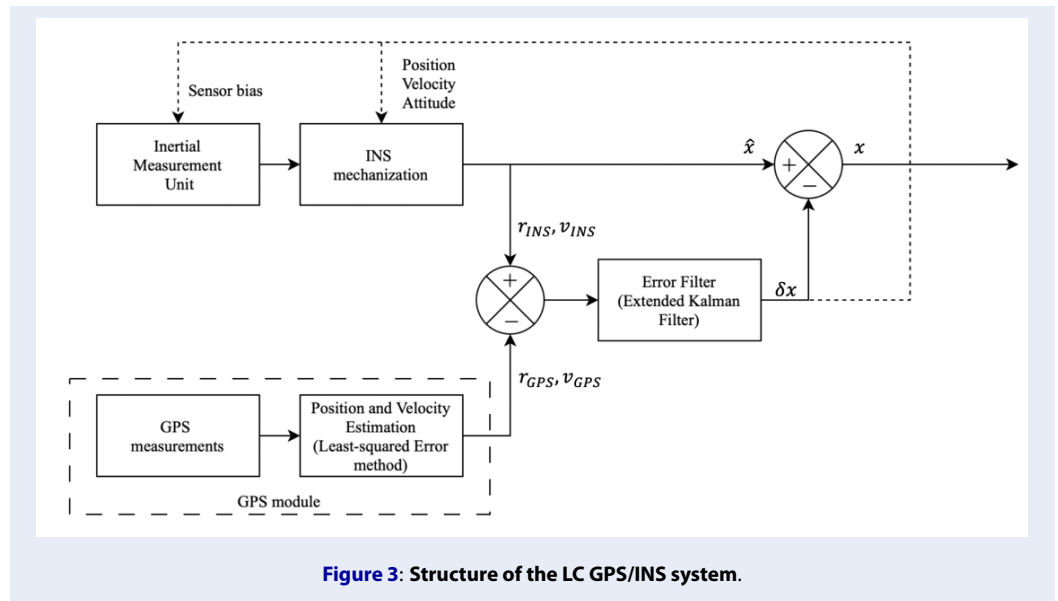 Sensor bias
Position
Velocity
Attitude
Inertial
Measurement
Unit
INS
mechanization
x̂
+
−
x
r_INS, v_INS
+
−
Error Filter
(Extended Kalman
Filter)
δx
r_GPS, v_GPS
GPS
measurements
Position and Velocity
Estimation
(Least-squared Error
method)
GPS module
Figure 3: Structure of the LC GPS/INS system.